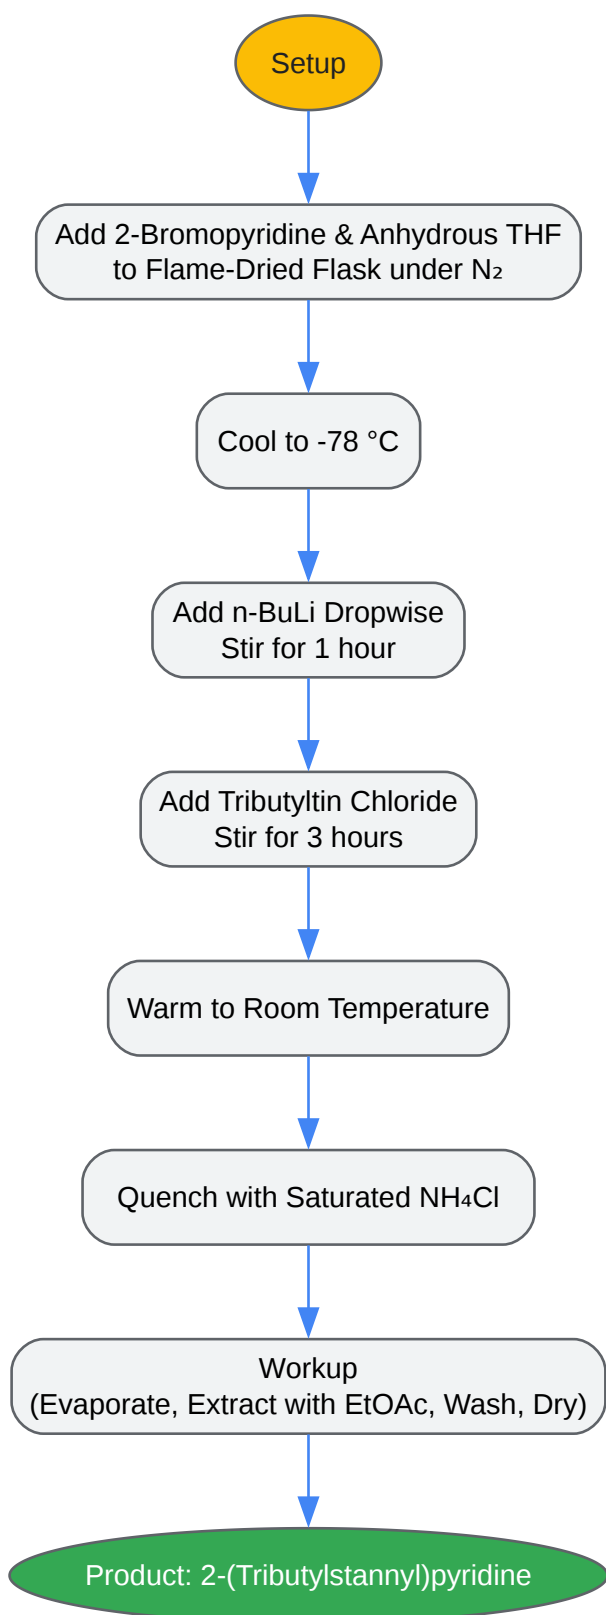 Setup
Add 2-Bromopyridine & Anhydrous THF
to Flame-Dried Flask under N₂
Cool to -78 °C
Add n-BuLi Dropwise
Stir for 1 hour
Add Tributyltin Chloride
Stir for 3 hours
Warm to Room Temperature
Quench with Saturated NH₄Cl
Workup
(Evaporate, Extract with EtOAc, Wash, Dry)
Product: 2-(Tributylstannyl)pyridine